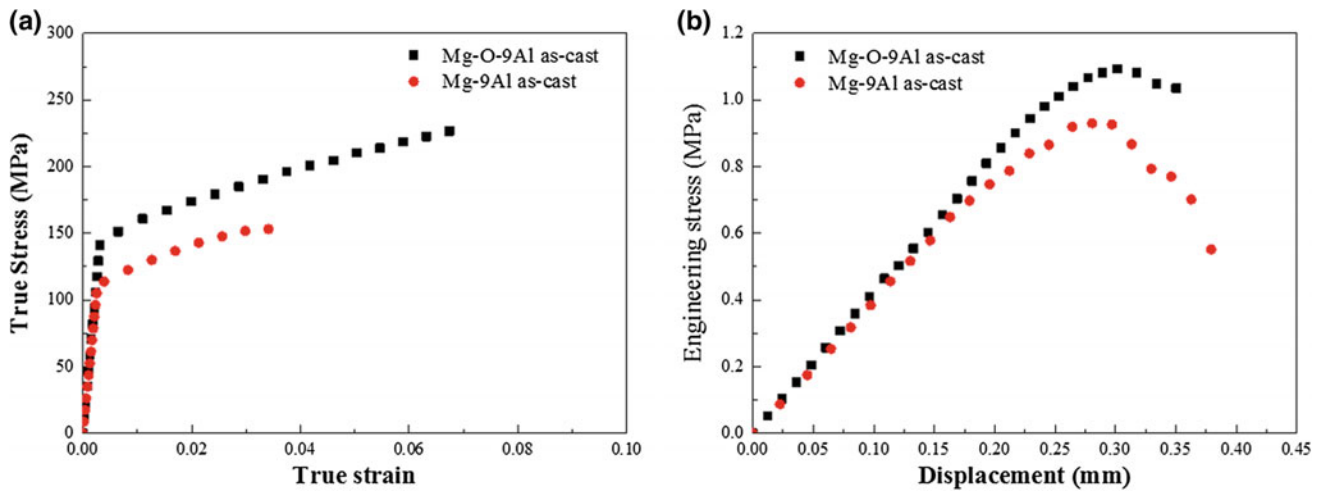 (a)
300
250
200
150
100
50
0
0.00 0.02 0.04 0.06 0.08 0.10
True Stress (MPa)
True strain
Mg-O-9Al as-cast
Mg-9Al as-cast
(b)
1.2
1.0
0.8
0.6
0.4
0.2
0.0
0.00 0.05 0.10 0.15 0.20 0.25 0.30 0.35 0.40 0.45
Engineering stress (MPa)
Displacement (mm)
Mg-O-9Al as-cast
Mg-9Al as-cast